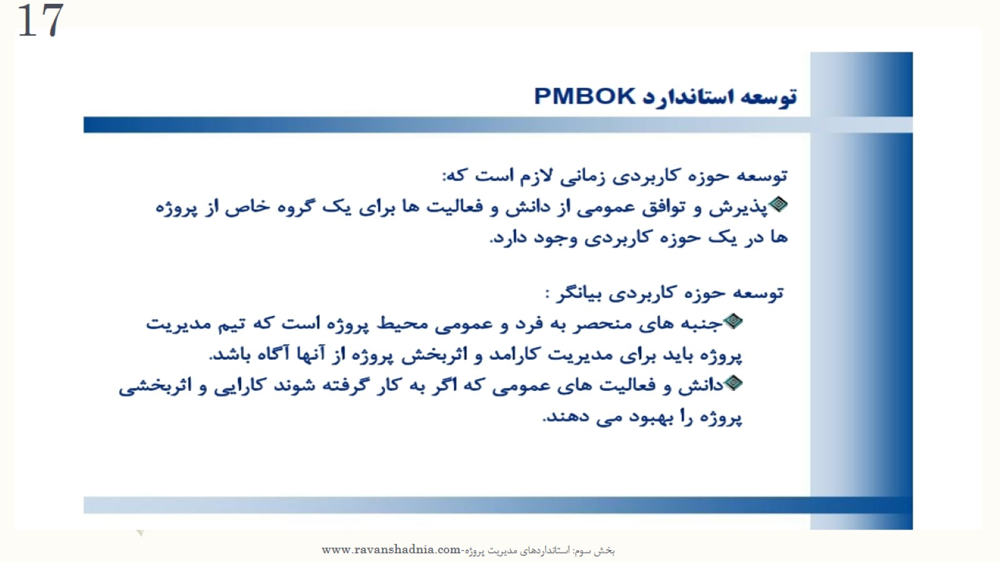 17
توسعه استاندارد PMBOK
توسعه حوزه کاربردی زمانی لازم است که:
پذیرش و توافق عمومی از دانش و فعالیت ها برای یک گروه خاص از پروژه
ها در یک حوزه کاربردی وجود دارد.
توسعه حوزه کاربردی بیانگر :
جنبه های منحصر به فرد و عمومی محیط پروژه است که تیم مدیریت
پروژه باید برای مدیریت کارامد و اثربخش پروژه از آنها آگاه باشد.
دانش و فعالیت های عمومی که اگر به کار گرفته شوند کارایی و اثربخشی
پروژه را بهبود می دهند.
بخش سوم: استانداردهای مدیریت پروژه-www.ravanshadnia.com